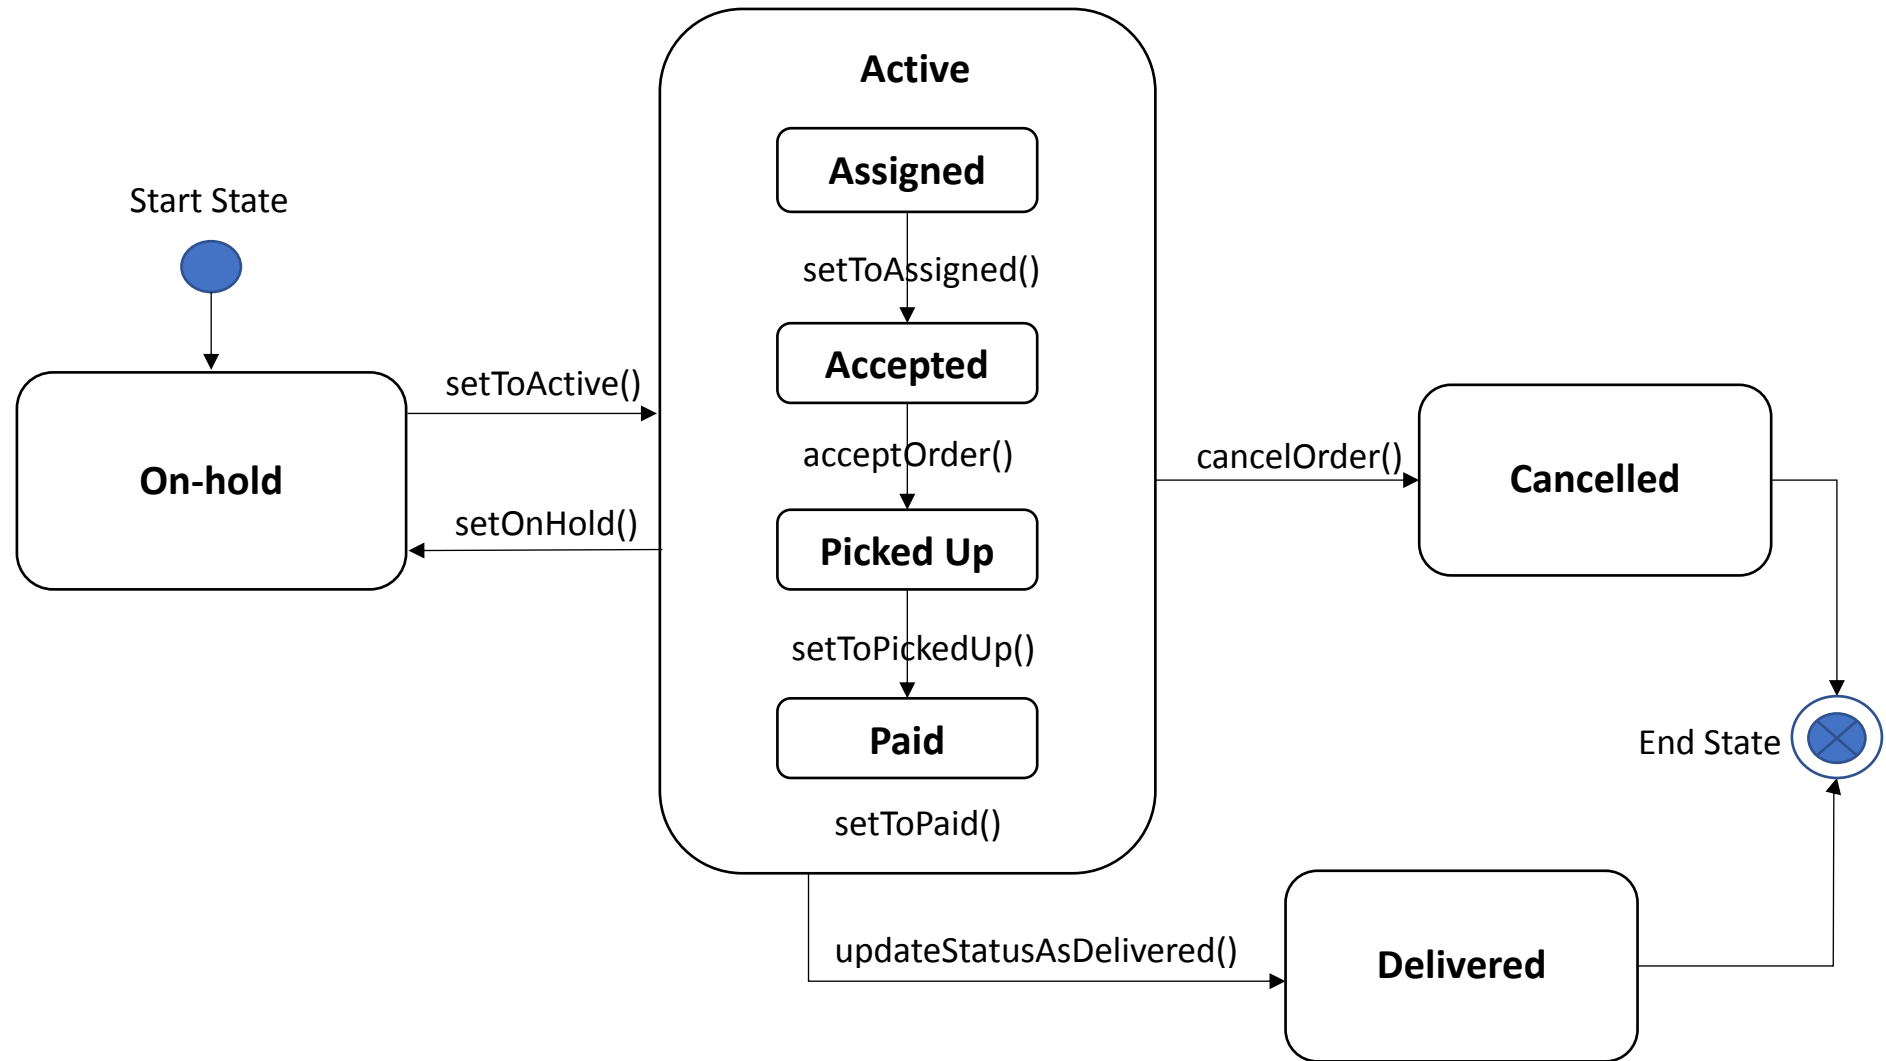 Active
Assigned
Start State
setToAssigned()
Accepted
setToActive()
acceptOrder()
cancelOrder()
On-hold
Cancelled
setOnHold()
Picked Up
setToPickedUp()
Paid
End State
setToPaid()
updateStatusAsDelivered()
Delivered